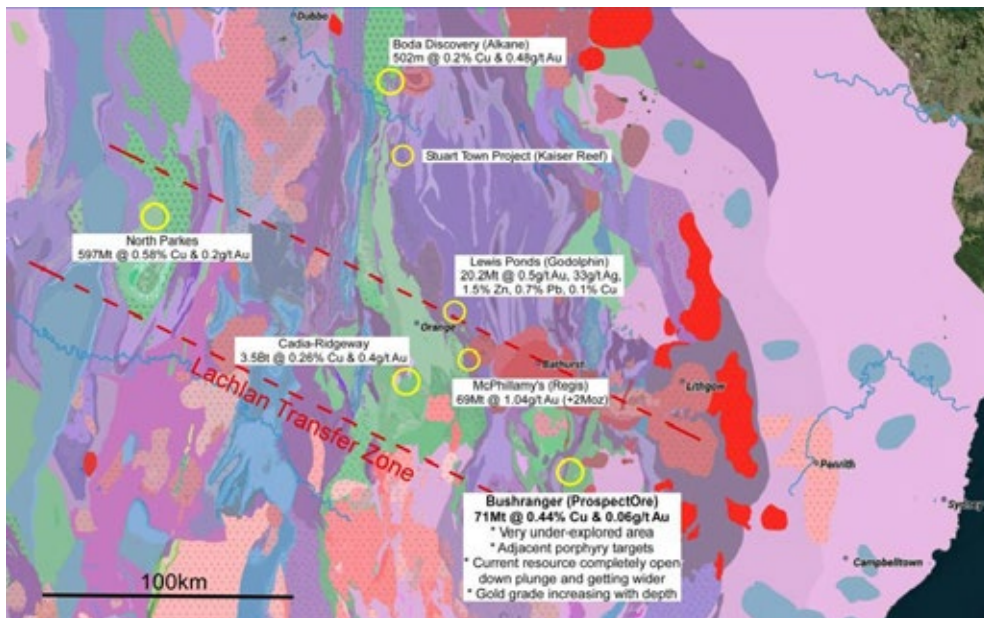 Dubbo
Boda Discovery (Alkane)
502m @ 0.2% Cu & 0.48g/t Au
Stuart Town Project (Kaiser Reef)
North Parkes
597Mt @ 0.58% Cu & 0.2g/t Au
Lewis Ponds (Godolphin)
20.2Mt @ 0.5g/t Au, 33g/t Ag,
1.5% Zn, 0.7% Pb, 0.1% Cu
Orange
Cadia-Ridgeway
3.5Bt @ 0.26% Cu & 0.4g/t Au
Bathurst
McPhillamy's (Regis)
69Mt @ 1.04g/t Au (+2Moz)
Lithgon
Lachlan Transfer Zone
Penrith
Bushranger (ProspectOre)
71Mt @ 0.44% Cu & 0.06g/t Au
* Very under-explored area
* Adjacent porphyry targets
* Current resource completely open
down plunge and getting wider
* Gold grade increasing with depth
Sydney
Campbelltown
100km